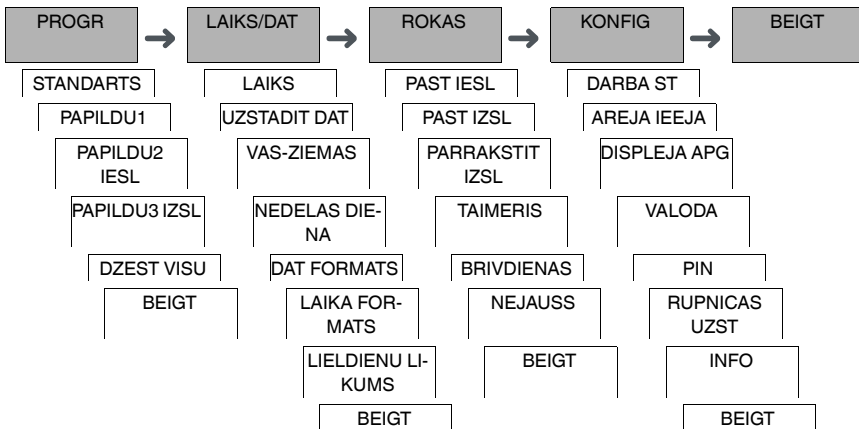 PROGR
LAIKS/DAT
ROKAS
KONFIG
BEIGT
STANDARTS
PAPILDU1
PAPILDU2
IESL
PAPILDU3 IZSL
DZEST VISU
BEIGT
LAIKS
UZSTADIT DAT
VAS-ZIEMAS
NEDELAS DIE-
NA
DAT FORMATS
LAIKA FOR-
MATS
LIELDIENU LI-
KUMS
BEIGT
PAST IESL
PAST IZSL
PARRAKSTIT
IZSL
TAIMERIS
BRIVDIENAS
NEJAUSS
BEIGT
DARBA ST
AREJA IEEJA
DISPLEJA APG
VALODA
PIN
RUPNICAS
UZST
INFO
BEIGT